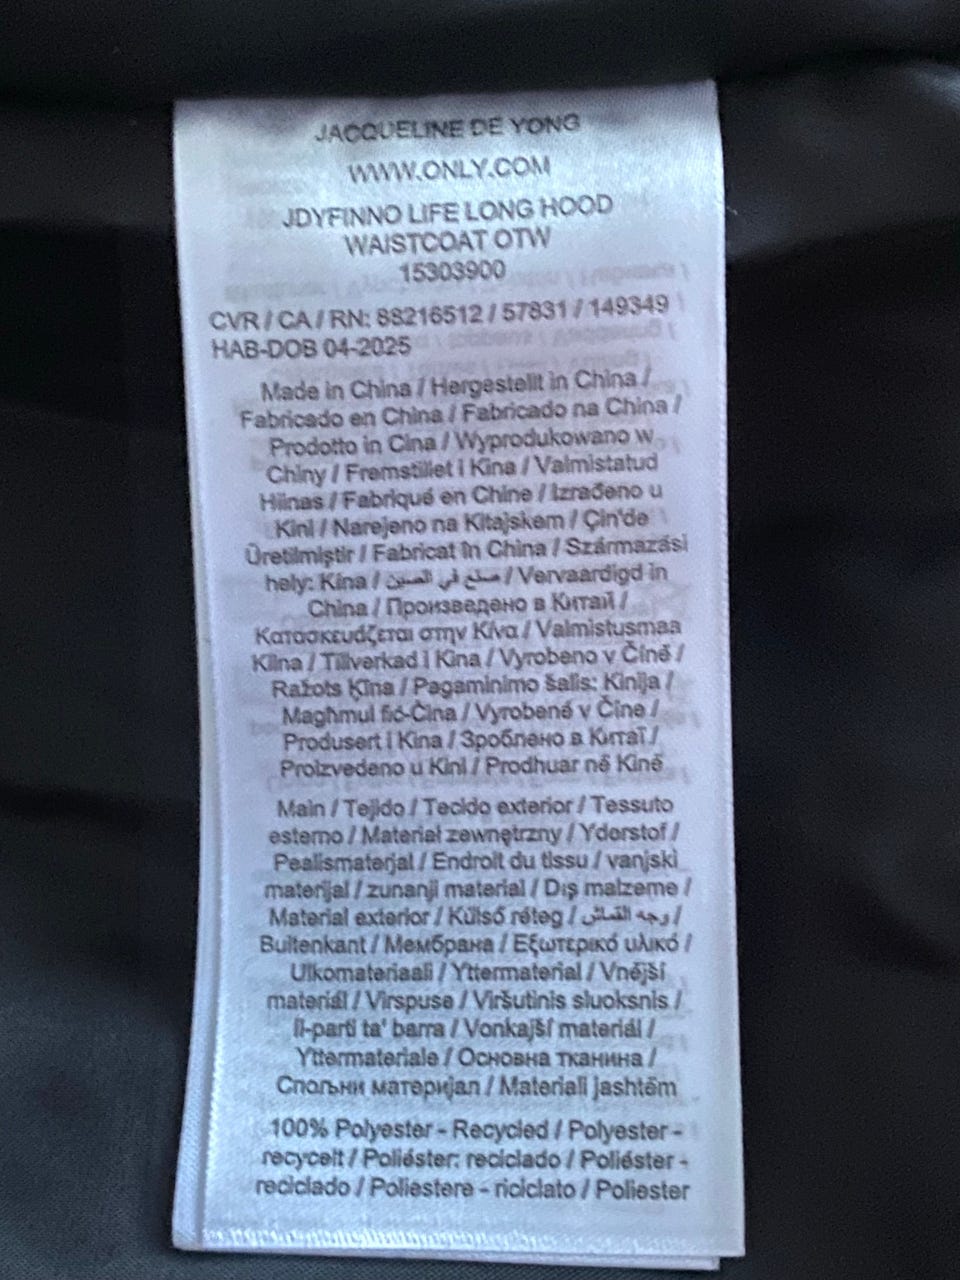 JACQUELINE DE YONG
WWW.ONLY.COM
JDYFINNO LIFE LONG HOOD
WAISTCOAT OTW
15303900
CVR / CA / RN: 88216512 / 57831 / 149349
HAB-DOB 04-2025
Made in China / Hergestellt in China /
Fabricado en China / Fabricado na China /
Prodotto in Cina / Wyprodukowano w
Chiny / Fremstillet i Kina / Valmistatud
Hiinas / Fabriqué en Chine / Izrađeno u
Kini / Narejeno na Kitajskem / Çin'de
Üretilmiştir / Fabricat în China / Származási
hely: Kína / صنع في الصين / Vervaardigd in
China / Произведено в Китай /
Κατασκευάζεται στην Κίνα / Valmistusmaa
Kiina / Tillverkad i Kina / Vyrobeno v Číně /
Ražots Ķīna / Pagaminimo šalis: Kinija /
Magħmul fiċ-Ċina / Vyrobené v Číne /
Produsert i Kina / Зроблено в Китаї /
Proizvedeno u Kini / Prodhuar në Kinë
Main / Tejido / Tecido exterior / Tessuto
esterno / Materiał zewnętrzny / Yderstof /
Pealismaterjal / Endroit du tissu / vanjski
materijal / zunanji material / Dış malzeme /
Material exterior / Külső réteg / وجه القماش /
Buitenkant / Мембрана / Εξωτερικό υλικό /
Ulkomateriaali / Yttermaterial / Vnější
materiál / Virspuse / Viršutinis sluoksnis /
Il-parti ta' barra / Vonkajší materiál /
Yttermateriale / Основна тканина /
Спољни материјал / Materiali jashtëm
100% Polyester - Recycled / Polyester -
recycelt / Poliéster: reciclado / Poliéster -
reciclado / Poliestere - riciclato / Poliester